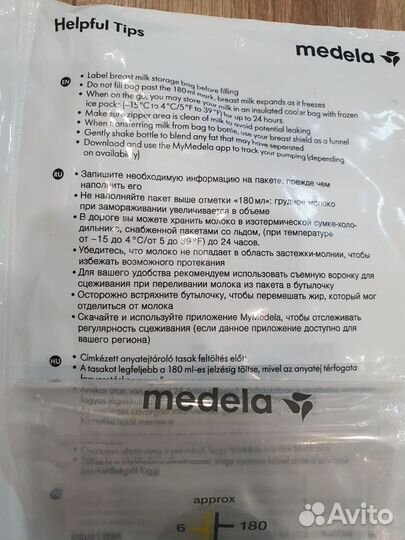 Helpful Tips
medela
EN
• Label breast milk storage bag before filling
• Do not fill bag past the 180 ml mark, breast milk expands as it freezes
• When on the go, you may store your milk in an insulated cooler bag with frozen
ice packs (–15°C to 4°C/5°F to 39°F) for up to 24 hours.
• Make sure zipper area is clean of milk to avoid potential leaking
• When transferring milk from bag to bottle, use your breast shield as a funnel
• Gently shake bottle to blend any fat that may have separated
• Download and use the MyMedela app to track your pumping (depending
on availability)
RU
• Запишите необходимую информацию на пакете, прежде чем
наполнить его
• Не наполняйте пакет выше отметки «180 мл»: грудное молоко
при замораживании увеличивается в объеме
• В дороге вы можете хранить молоко в изотермической сумке-холо-
дильнике, снабженной пакетами со льдом, (при температуре
от –15 до 4°C/от 5 до 39°F) до 24 часов.
• Убедитесь, что молоко не попадает в область застежки-молнии, чтобы
избежать возможного протекания
• Для вашего удобства рекомендуем использовать съемную воронку для
сцеживания при переливании молока из пакета в бутылочку
• Осторожно встряхните бутылочку, чтобы перемешать жир, который мог
отделиться от молока
• Скачайте и используйте приложение MyMedela, чтобы отслеживать
регулярность сцеживания (если данное приложение доступно для
вашего региона)
HU
• Címkézett anyatejtároló tasak feltöltés előtt
• A tasakot legfeljebb a 180 ml-es jelzésig töltse, mivel az anyatej térfogata
medela
approx
6 180
Avito